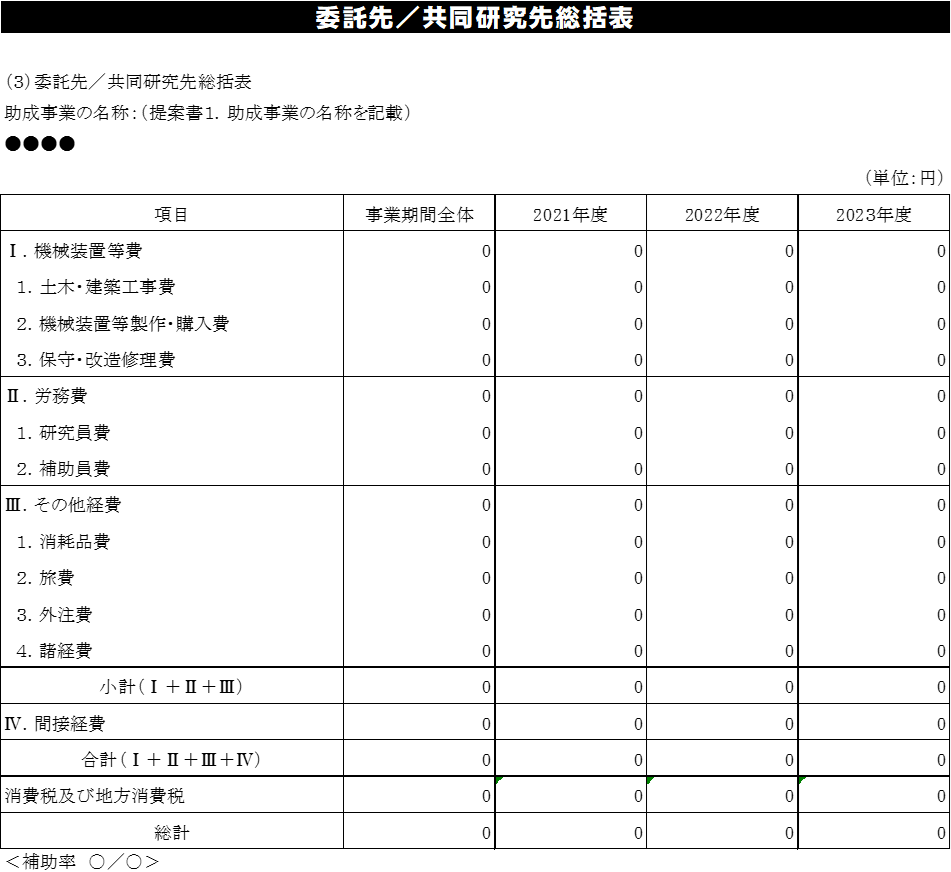 委託先／共同研究先総括表
（3）委託先／共同研究先総括表
助成事業の名称：（提案書1．助成事業の名称を記載）
●●●●
（単位：円）
項目 事業期間全体 2021年度 2022年度 2023年度
Ⅰ．機械装置等費 0 0 0 0
1．土木・建築工事費 0 0 0 0
2．機械装置等製作・購入費 0 0 0 0
3．保守・改造修理費 0 0 0 0
Ⅱ．労務費 0 0 0 0
1．研究員費 0 0 0 0
2．補助員費 0 0 0 0
Ⅲ．その他経費 0 0 0 0
1．消耗品費 0 0 0 0
2．旅費 0 0 0 0
3．外注費 0 0 0 0
4．諸経費 0 0 0 0
小計（Ⅰ＋Ⅱ＋Ⅲ） 0 0 0 0
Ⅳ．間接経費 0 0 0 0
合計（Ⅰ＋Ⅱ＋Ⅲ＋Ⅳ） 0 0 0 0
消費税及び地方消費税 0 0 0 0
総計 0 0 0 0
＜補助率　○／○＞